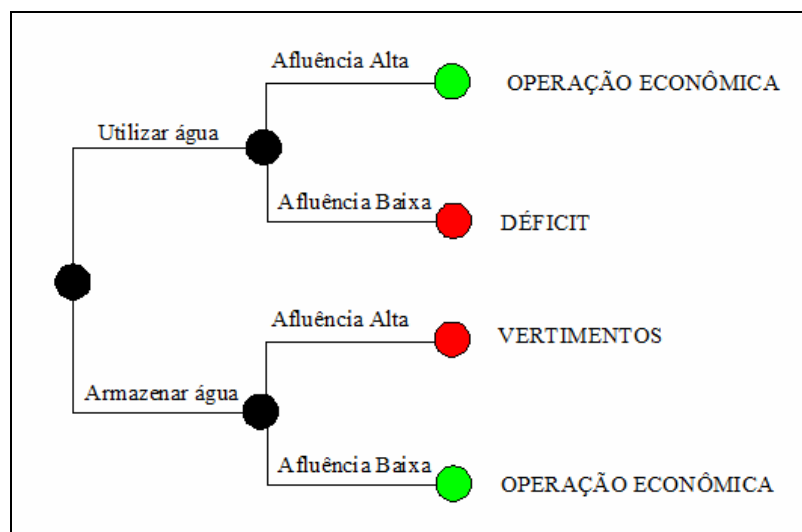 Afluência Alta
OPERAÇÃO ECONÔMICA
Utilizar água
Afluência Baixa
DÉFICIT
Afluência Alta
VERTIMENTOS
Armazenar água
Afluência Baixa
OPERAÇÃO ECONÔMICA